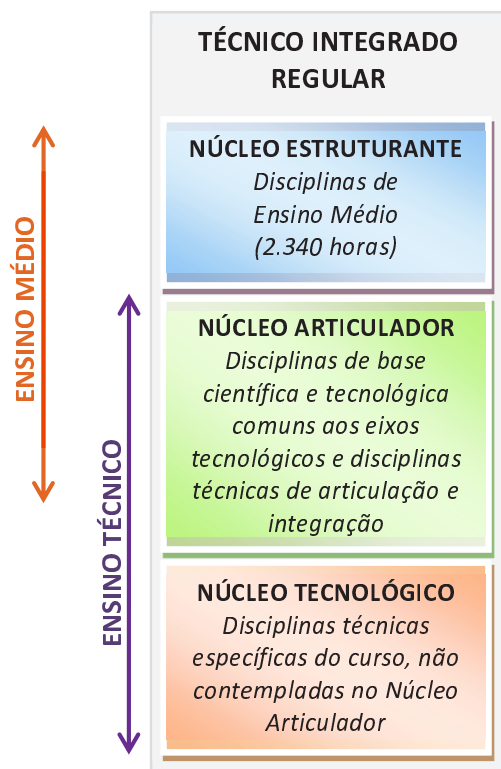 TÉCNICO INTEGRADO
REGULAR
NÚCLEO ESTRUTURANTE
Disciplinas de
Ensino Médio
(2.340 horas)
NÚCLEO ARTICULADOR
Disciplinas de base
científica e tecnológica
comuns aos eixos
tecnológicos e disciplinas
técnicas de articulação e
integração
NÚCLEO TECNOLÓGICO
Disciplinas técnicas
específicas do curso, não
contempladas no Núcleo
Articulador
ENSINO MÉDIO
ENSINO TÉCNICO